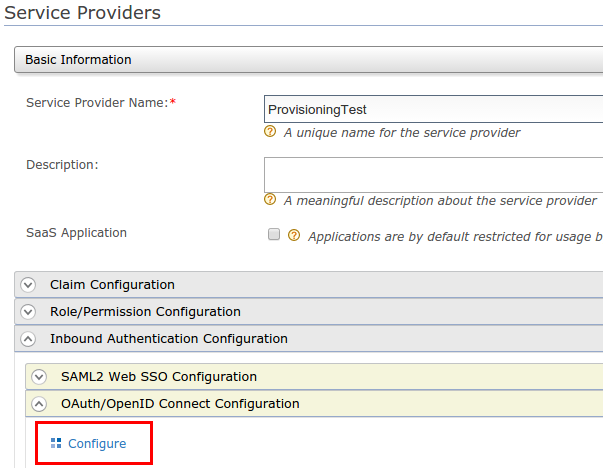 Service Providers
Basic Information
Service Provider Name:*
ProvisioningTest
? A unique name for the service provider
Description:
? A meaningful description about the service provider
SaaS Application
? Applications are by default restricted for usage b
Claim Configuration
Role/Permission Configuration
Inbound Authentication Configuration
SAML2 Web SSO Configuration
OAuth/OpenID Connect Configuration
Configure